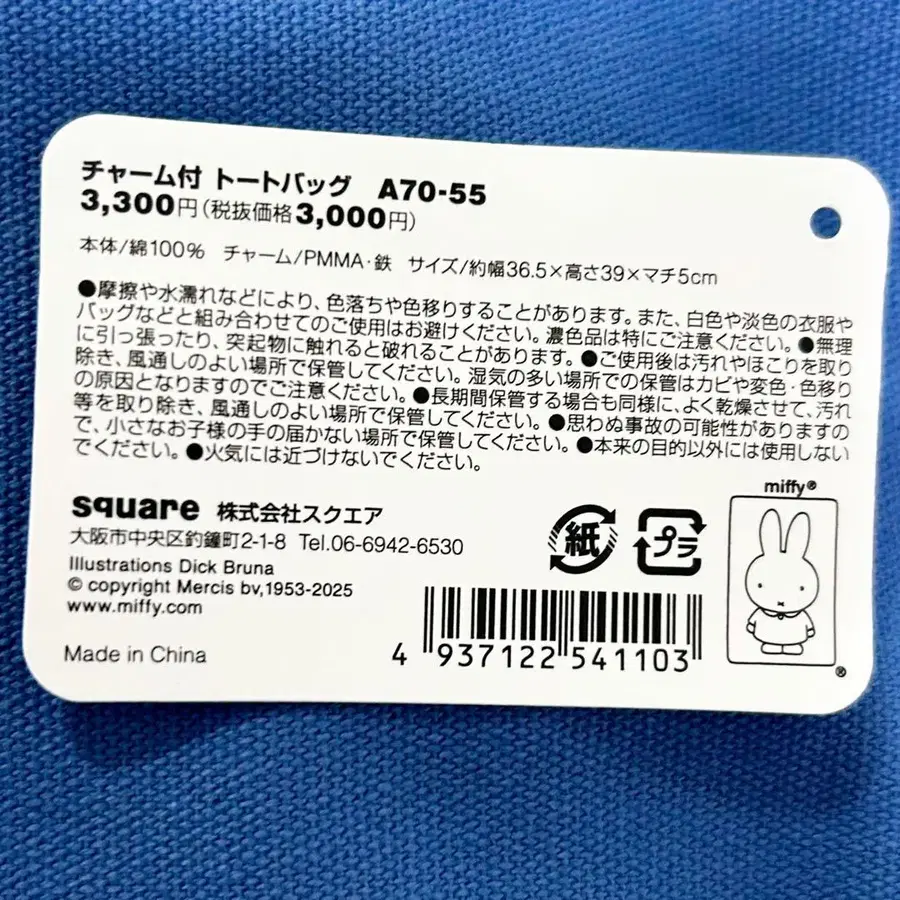 チャーム付 トートバッグ A70-55
3,300円(税抜価格3,000円)
本体/綿100% チャーム/PMMA・鉄 サイズ/約幅36.5×高さ39×マチ5cm
●摩擦や水濡れなどにより、色落ちや色移りすることがあります。また、白色や淡色の衣服や
バッグなどと組み合わせてのご使用はお避けください。濃色品は特にご注意ください。●無理
に引っ張ったり、突起物に触れると破れることがあります。●ご使用後は汚れやほこりを取り
除き、風通しのよい場所で保管してください。湿気の多い場所での保管はカビや変色・色移り
の原因となりますのでご注意ください。●長期間保管する場合も同様に、よく乾燥させて、汚れ
等を取り除き、風通しのよい場所で保管してください。●思わぬ事故の可能性がありますの
で、小さなお子様の手の届かない場所で保管してください。●本来の目的以外には使用しない
でください。●火気には近づけないでください。
square 株式会社スクエア
大阪市中央区釣鐘町2-1-8 Tel.06-6942-6530
Illustrations Dick Bruna
© copyright Mercis bv,1953-2025
www.miffy.com
Made in China
紙
プラ
4 937122 541103
miffy®
®